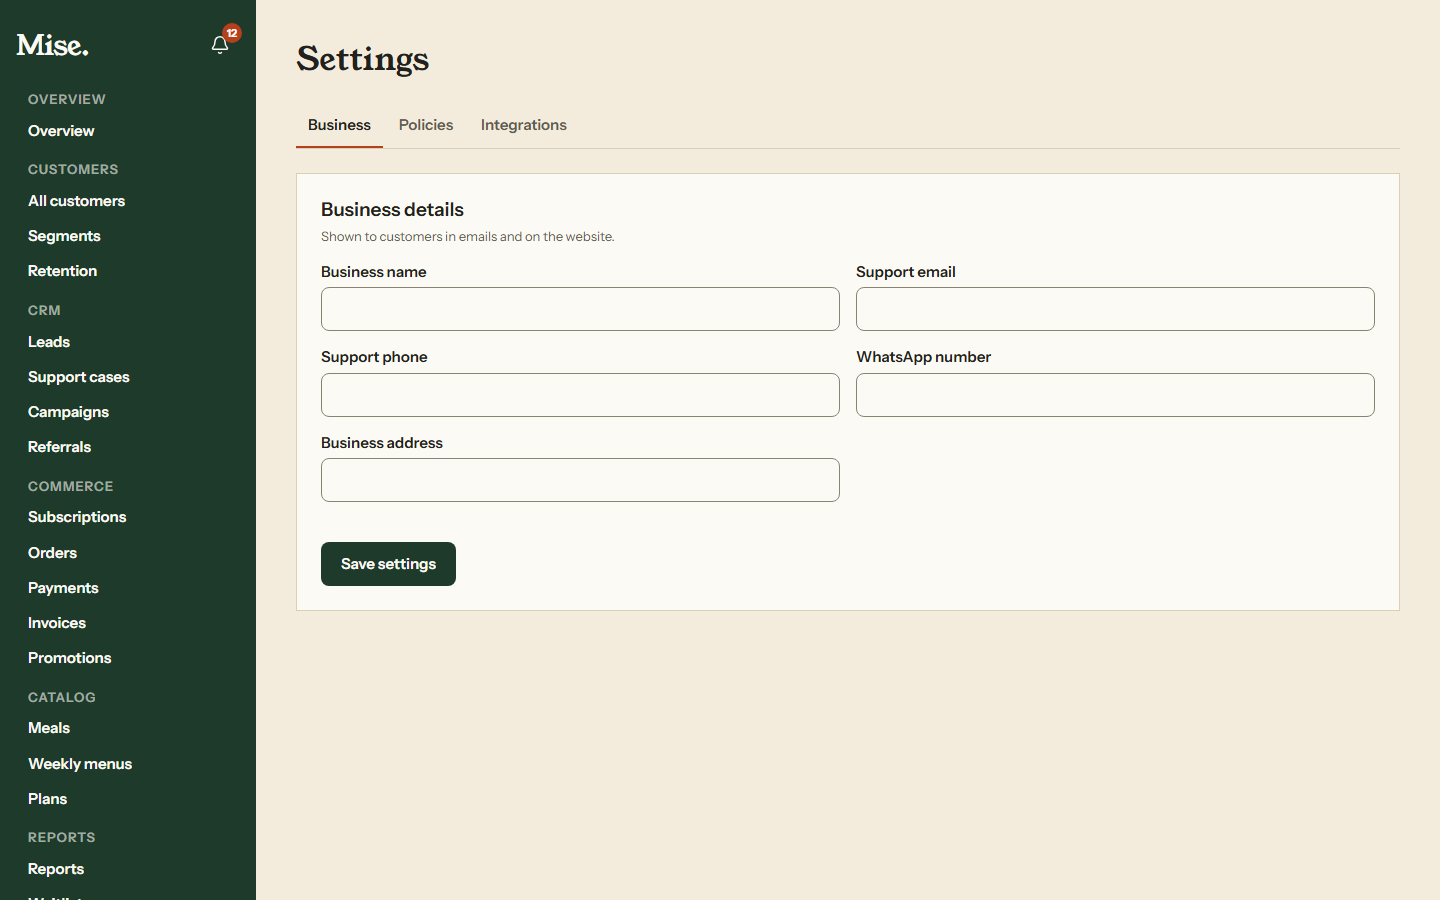 Mise.
12
OVERVIEW
Overview
CUSTOMERS
All customers
Segments
Retention
CRM
Leads
Support cases
Campaigns
Referrals
COMMERCE
Subscriptions
Orders
Payments
Invoices
Promotions
CATALOG
Meals
Weekly menus
Plans
REPORTS
Reports
Settings
Business Policies Integrations
Business details
Shown to customers in emails and on the website.
Business name Support email
Support phone WhatsApp number
Business address
Save settings